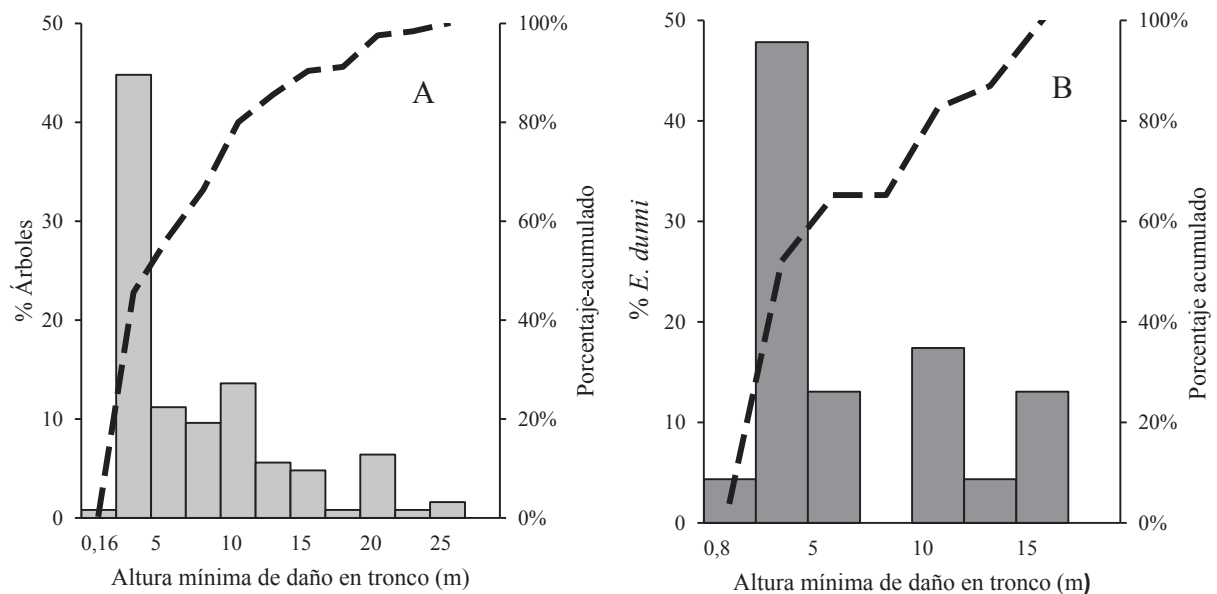 50
40
30
20
10
0
% Árboles
100%
80%
60%
40%
20%
0%
Porcentaje-acumulado
A
0,16 5 10 15 20 25
Altura mínima de daño en tronco (m)
50
40
30
20
10
0
% E. dunni
100%
80%
60%
40%
20%
0%
Porcentaje acumulado
B
0,8 5 10 15
Altura mínima de daño en tronco (m)